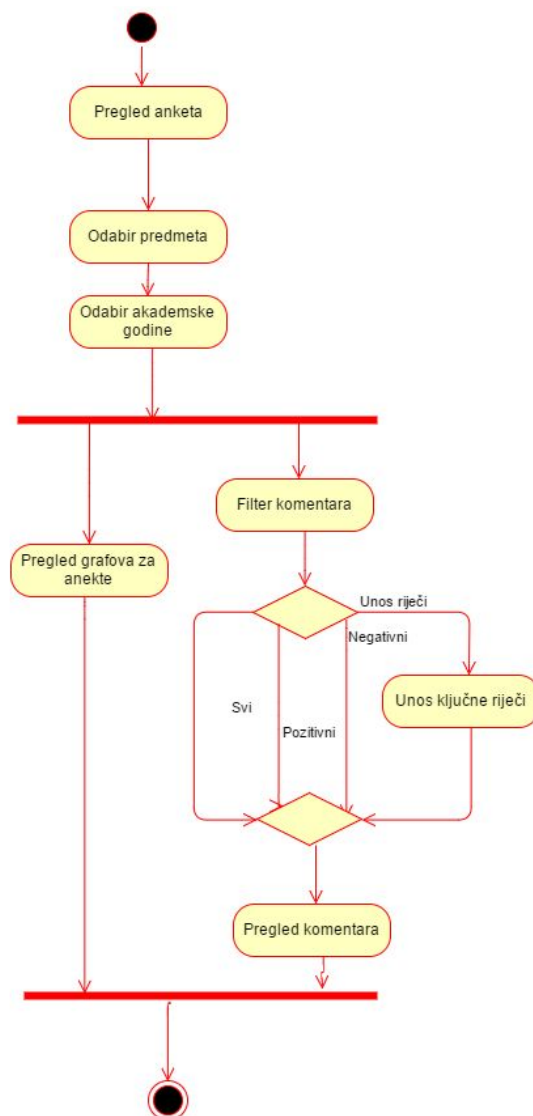 Pregled anketa
Odabir predmeta
Odabir akademske
godine
Filter komentara
Pregled grafova za
anekte
Unos riječi
Negativni
Unos ključne riječi
Svi
Pozitivni
Pregled komentara